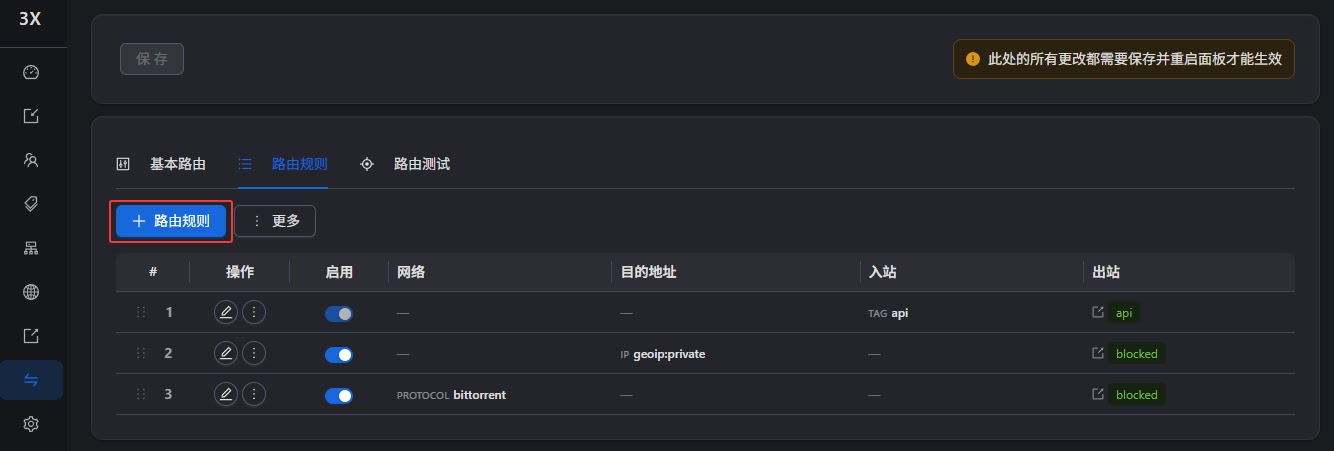 3X
保存
此处的所有更改都需要保存并重启面板才能生效
基本路由 路由规则 路由测试
路由规则 更多
# 操作 启用 网络 目的地址 入站 出站
1 — — TAG api api
2 — IP geoip:private — blocked
3 PROTOCOL bittorrent — — blocked